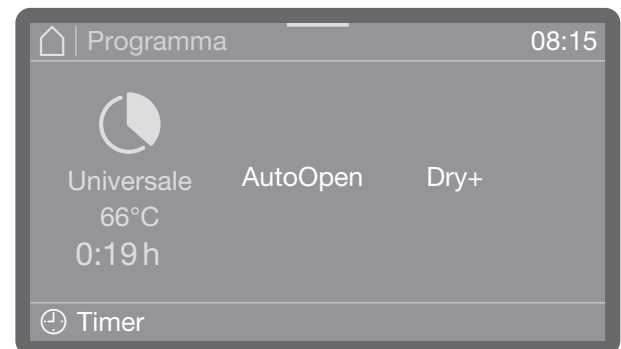 Programma 08:15
Universale AutoOpen Dry+
66°C
0:19 h
Timer